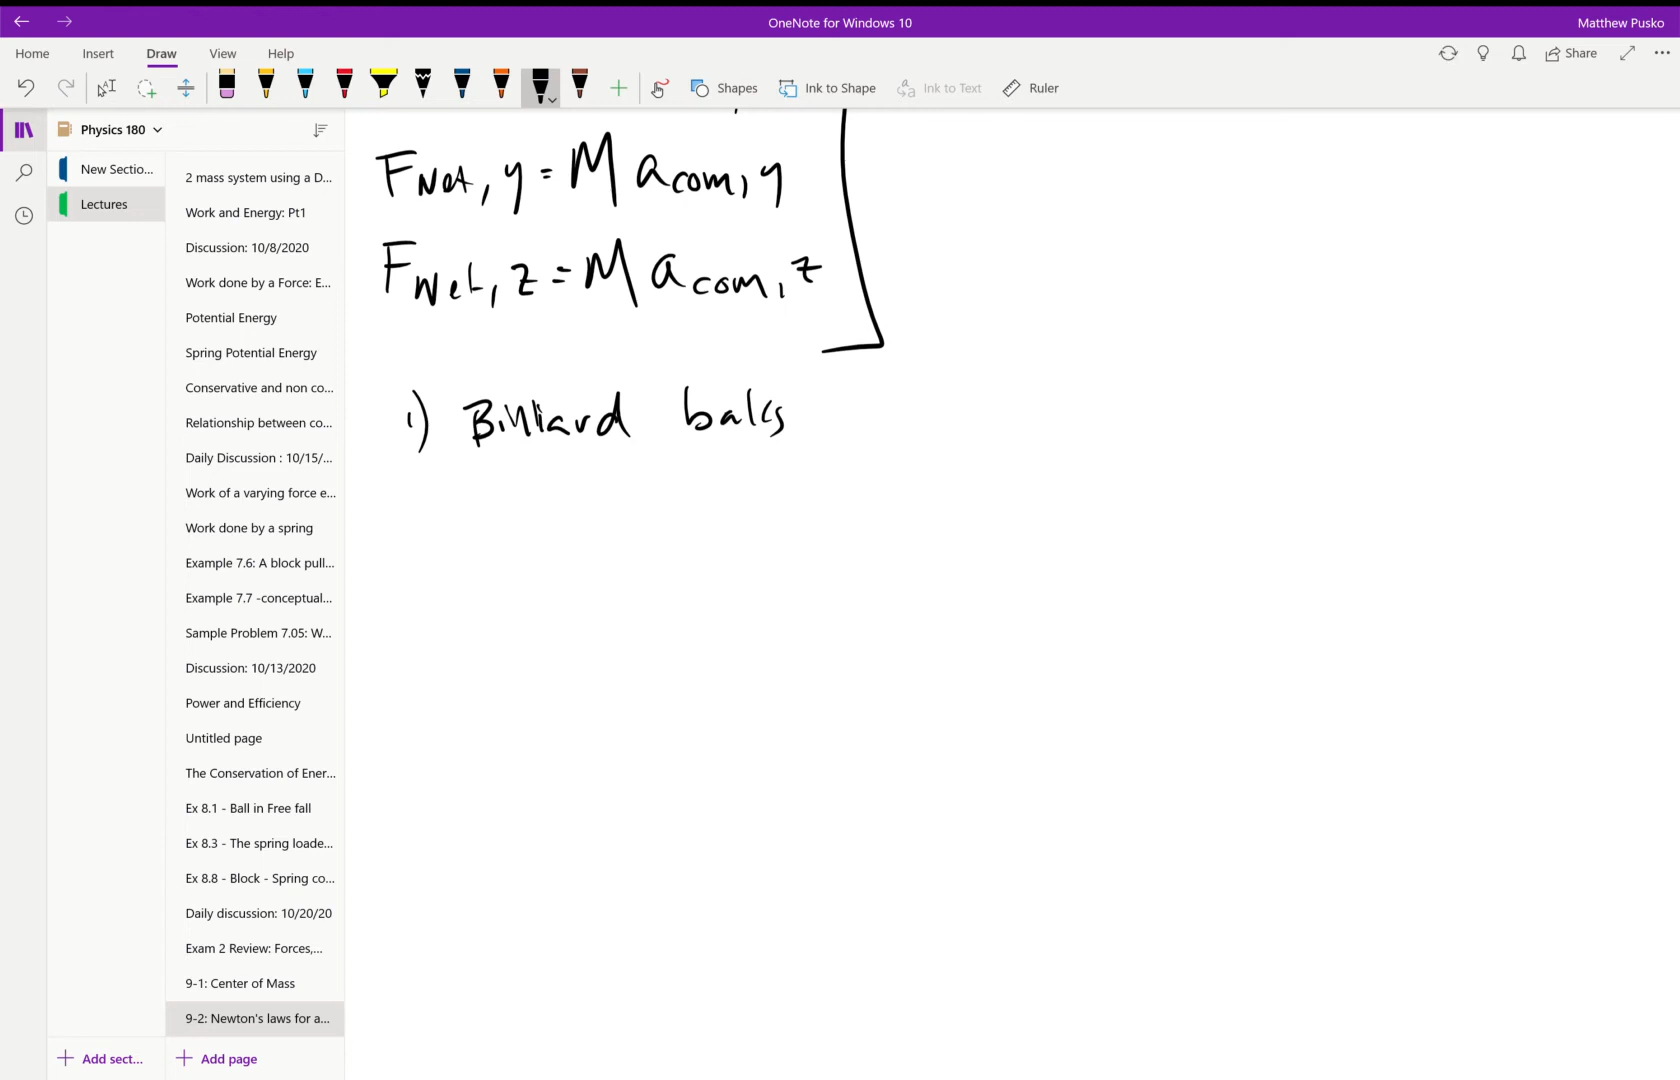 OneNote for Windows 10
Matthew Pusko
Home Insert Draw View Help
Share
Shapes Ink to Shape Ink to Text Ruler
Physics 180
New Sectio...
Lectures
2 mass system using a D...
Work and Energy: Pt1
Discussion: 10/8/2020
Work done by a Force: E...
Potential Energy
Spring Potential Energy
Conservative and non co...
Relationship between co...
Daily Discussion : 10/15/...
Work of a varying force e...
Work done by a spring
Example 7.6: A block pull...
Example 7.7 -conceptual...
Sample Problem 7.05: W...
Discussion: 10/13/2020
Power and Efficiency
Untitled page
The Conservation of Ener...
Ex 8.1 - Ball in Free fall
Ex 8.3 - The spring loade...
Ex 8.8 - Block - Spring co...
Daily discussion: 10/20/20
Exam 2 Review: Forces,...
9-1: Center of Mass
9-2: Newton's laws for a...
Add sect...
Add page
F Net, y = M a com, y
F Net, z = M a com, z
1) Billiard balls